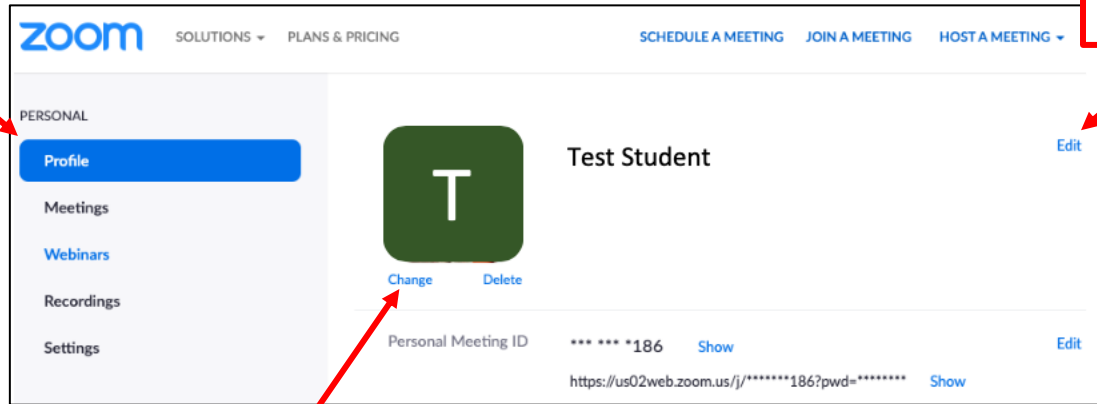 zoom SOLUTIONS PLANS & PRICING SCHEDULE A MEETING JOIN A MEETING HOST A MEETING
PERSONAL
Profile
Meetings
Webinars
Recordings
Settings
T
Test Student Edit
Change Delete
Personal Meeting ID *** *** *186 Show Edit
https://us02web.zoom.us/j/*******186?pwd=******** Show